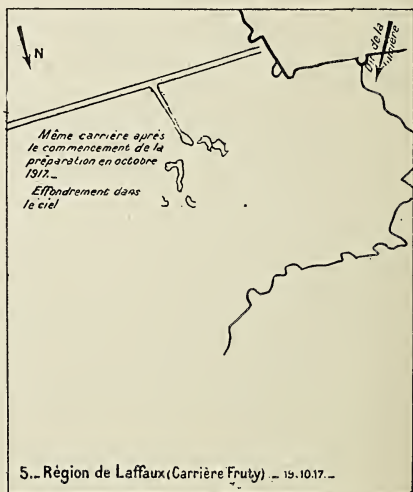 N
Dir. de la
lumière
Même carrière après
le commencement de la
préparation en octobre
1917._
Effondrement dans
le ciel
5._ Région de Laffaux (Carrière Fruty) _ 19.10.17._